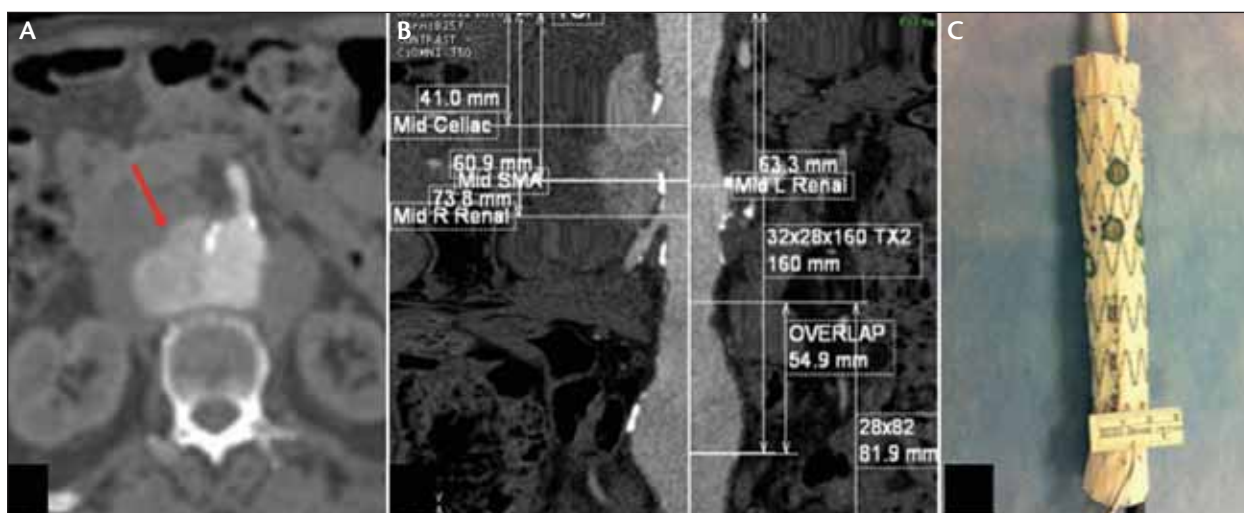 A
B
C
CONTRAST -
41.0 mm
Mid Celiac
60.9 mm
Mid SMA
73.8 mm
Mid R Renal
63.3 mm
Mid L Renal
32x28x160 TX2
160 mm
OVERLAP
54.9 mm
28x82
81.9 mm